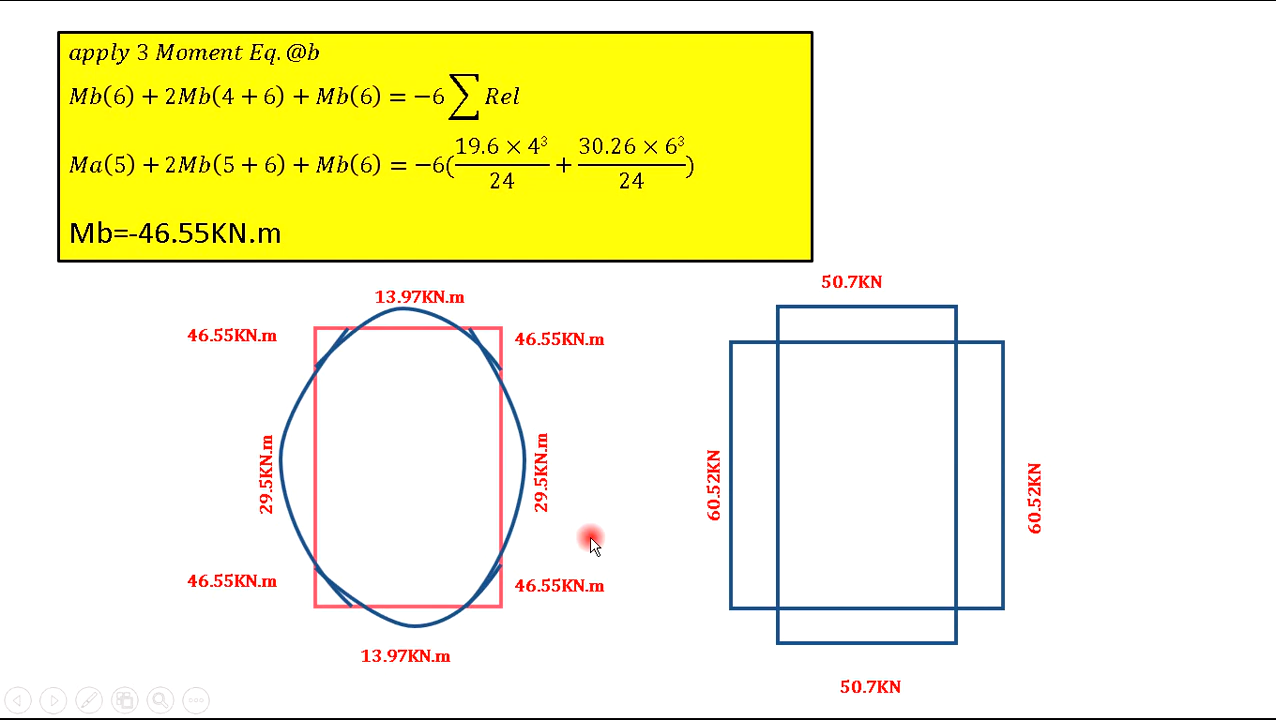 apply 3 Moment Eq. @b
Mb(6) + 2Mb(4 + 6) + Mb(6) = −6 ∑ Rel
Ma(5) + 2Mb(5 + 6) + Mb(6) = −6(19.6 × 4³/24 + 30.26 × 6³/24)
Mb=-46.55KN.m
13.97KN.m
46.55KN.m
46.55KN.m
29.5KN.m
29.5KN.m
46.55KN.m
46.55KN.m
13.97KN.m
50.7KN
60.52KN
60.52KN
50.7KN